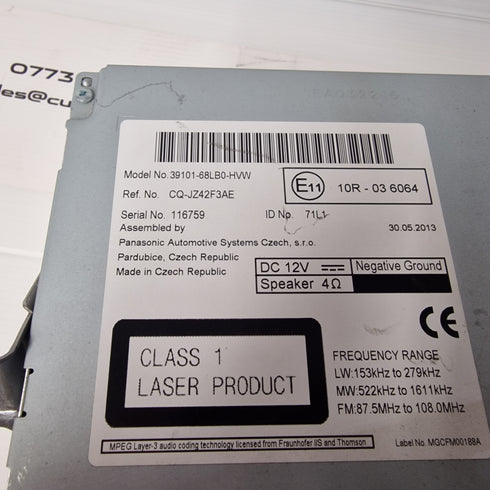 0773
les@cu
Model No. 39101-68LB0-HVW
Ref. No. CQ-JZ42F3AE
E11
10R - 03 6064
Serial No. 116759
ID No. 71L1
Assembled by
30.05.2013
Panasonic Automotive Systems Czech, s.r.o.
Pardubice, Czech Republic
Made in Czech Republic
DC 12V
Negative Ground
Speaker 4Ω
CE
CLASS 1
LASER PRODUCT
FREQUENCY RANGE
LW:153kHz to 279kHz
MW:522kHz to 1611kHz
FM:87.5MHz to 108.0MHz
MPEG Layer-3 audio coding technology licensed from Fraunhofer IIS and Thomson
Label No. MGCFM00188A